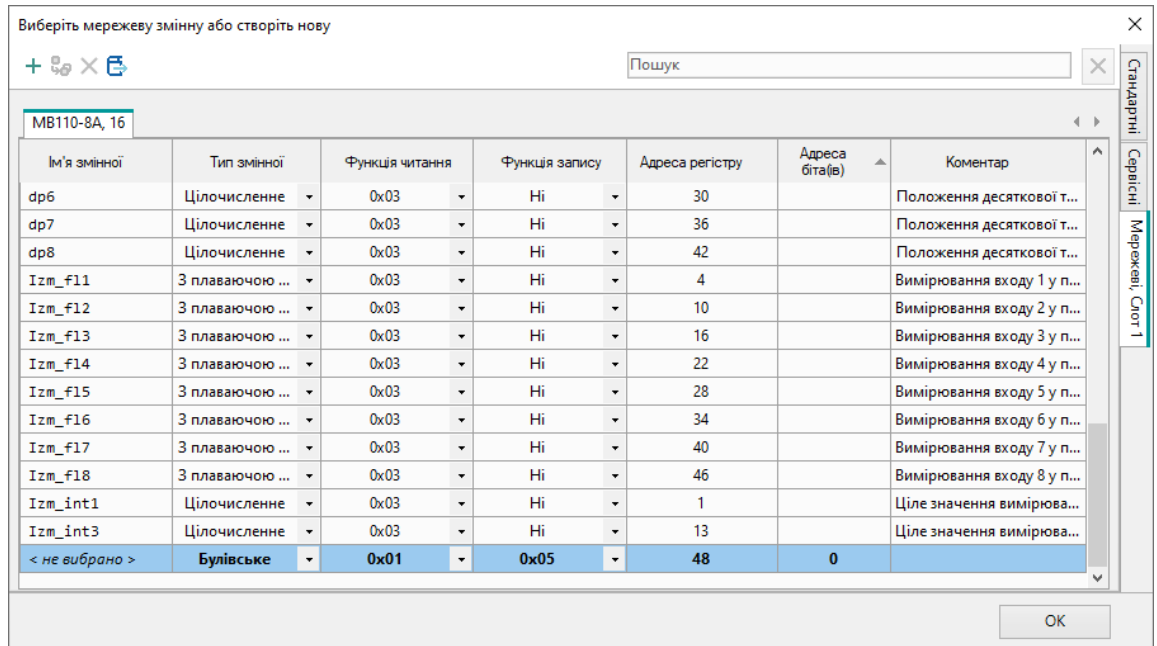 Виберіть мережеву змінну або створіть нову
Пошук
МВ110-8А, 16
Ім'я змінної Тип змінної Функція читання Функція запису Адреса регістру Адреса біта(ів) Коментар
dp6 Цілочисленне 0x03 Ні 30 Положення десяткової т...
dp7 Цілочисленне 0x03 Ні 36 Положення десяткової т...
dp8 Цілочисленне 0x03 Ні 42 Положення десяткової т...
Izm_fl1 З плаваючою ... 0x03 Ні 4 Вимірювання входу 1 у п...
Izm_fl2 З плаваючою ... 0x03 Ні 10 Вимірювання входу 2 у п...
Izm_fl3 З плаваючою ... 0x03 Ні 16 Вимірювання входу 3 у п...
Izm_fl4 З плаваючою ... 0x03 Ні 22 Вимірювання входу 4 у п...
Izm_fl5 З плаваючою ... 0x03 Ні 28 Вимірювання входу 5 у п...
Izm_fl6 З плаваючою ... 0x03 Ні 34 Вимірювання входу 6 у п...
Izm_fl7 З плаваючою ... 0x03 Ні 40 Вимірювання входу 7 у п...
Izm_fl8 З плаваючою ... 0x03 Ні 46 Вимірювання входу 8 у п...
Izm_int1 Цілочисленне 0x03 Ні 1 Ціле значення вимірюва...
Izm_int3 Цілочисленне 0x03 Ні 13 Ціле значення вимірюва...
< не вибрано > Булівське 0x01 0x05 48 0
Стандартні
Сервісні
Мережеві, Слот 1
OK